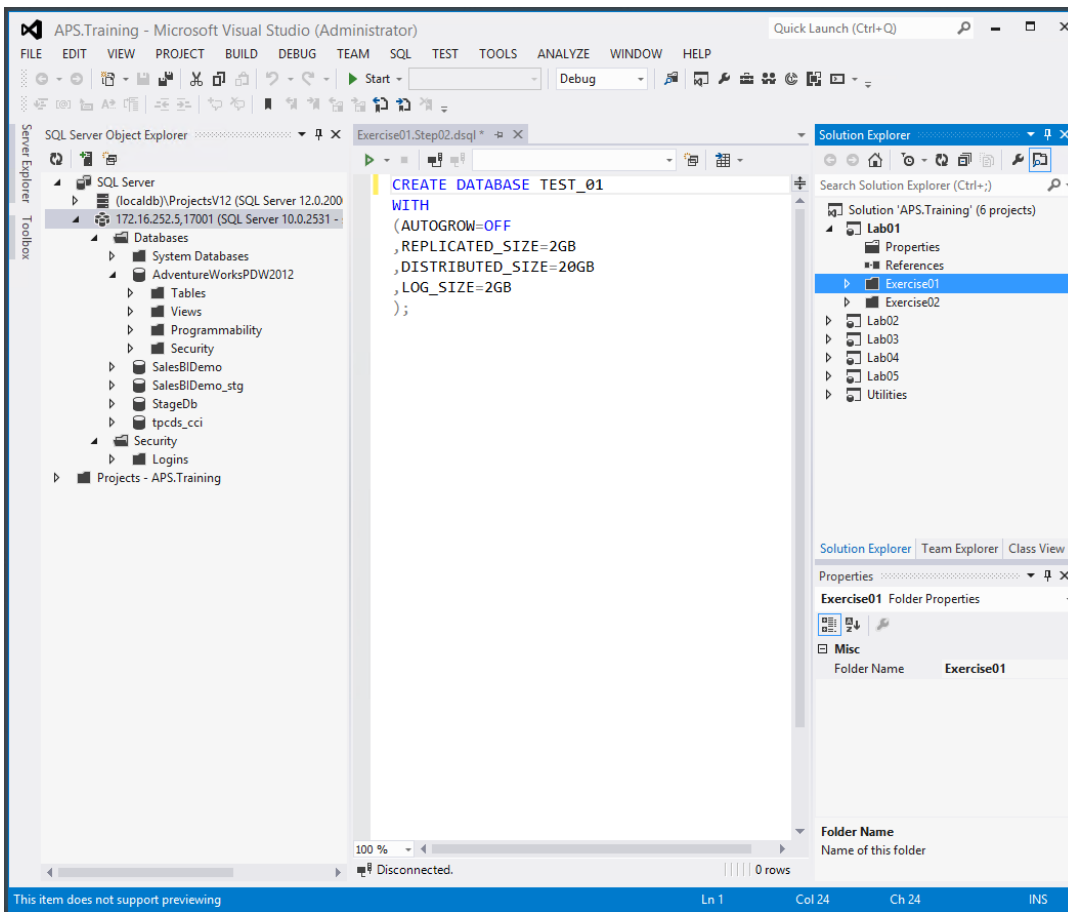 APS.Training - Microsoft Visual Studio (Administrator)
Quick Launch (Ctrl+Q)
FILE EDIT VIEW PROJECT BUILD DEBUG TEAM SQL TEST TOOLS ANALYZE WINDOW HELP
Start
Debug
Server Explorer
Toolbox
SQL Server Object Explorer
SQL Server
(localdb)\ProjectsV12 (SQL Server 12.0.200
172.16.252.5,17001 (SQL Server 10.0.2531 -
Databases
System Databases
AdventureWorksPDW2012
Tables
Views
Programmability
Security
SalesBIDemo
SalesBIDemo_stg
StageDb
tpcds_cci
Security
Logins
Projects - APS.Training
Exercise01.Step02.dsql*
CREATE DATABASE TEST_01
WITH
(AUTOGROW=OFF
,REPLICATED_SIZE=2GB
,DISTRIBUTED_SIZE=20GB
,LOG_SIZE=2GB
);
100 %
Disconnected.
0 rows
Solution Explorer
Search Solution Explorer (Ctrl+;)
Solution 'APS.Training' (6 projects)
Lab01
Properties
References
Exercise01
Exercise02
Lab02
Lab03
Lab04
Lab05
Utilities
Solution Explorer Team Explorer Class View
Properties
Exercise01 Folder Properties
Misc
Folder Name Exercise01
Folder Name
Name of this folder
This item does not support previewing
Ln 1 Col 24 Ch 24 INS